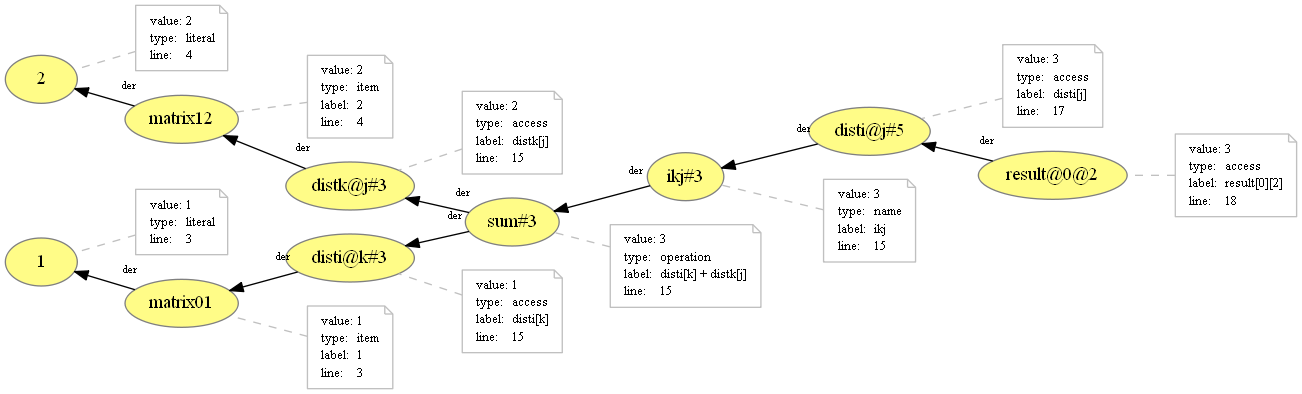 value: 2
type: literal
line: 4
2
der
matrix12
value: 2
type: item
label: 2
line: 4
der
distk@j#3
value: 2
type: access
label: distk[j]
line: 15
der
value: 1
type: literal
line: 3
1
der
matrix01
value: 1
type: item
label: 1
line: 3
der
disti@k#3
value: 1
type: access
label: disti[k]
line: 15
der
sum#3
value: 3
type: operation
label: disti[k] + distk[j]
line: 15
der
ikj#3
value: 3
type: name
label: ikj
line: 15
der
disti@j#5
value: 3
type: access
label: disti[j]
line: 17
der
result@0@2
value: 3
type: access
label: result[0][2]
line: 18